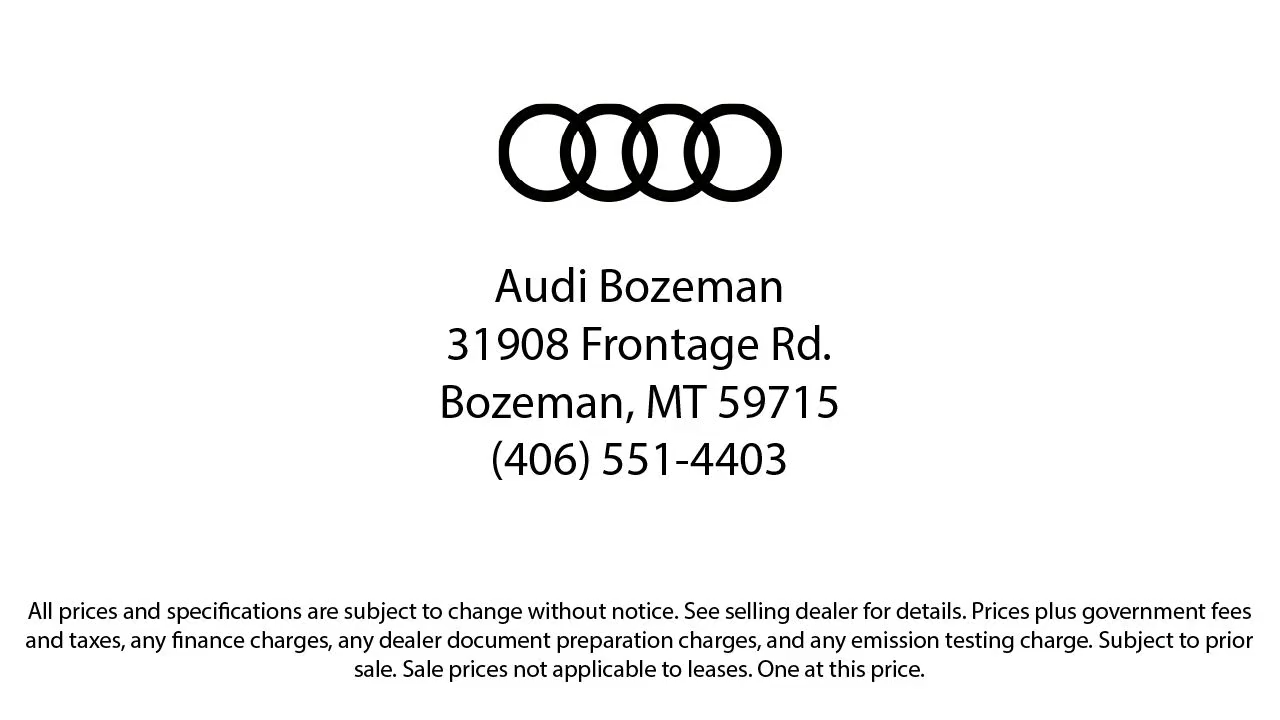 Audi Bozeman
31908 Frontage Rd.
Bozeman, MT 59715
(406) 551-4403
All prices and specifications are subject to change without notice. See selling dealer for details. Prices plus government fees
and taxes, any finance charges, any dealer document preparation charges, and any emission testing charge. Subject to prior
sale. Sale prices not applicable to leases. One at this price.